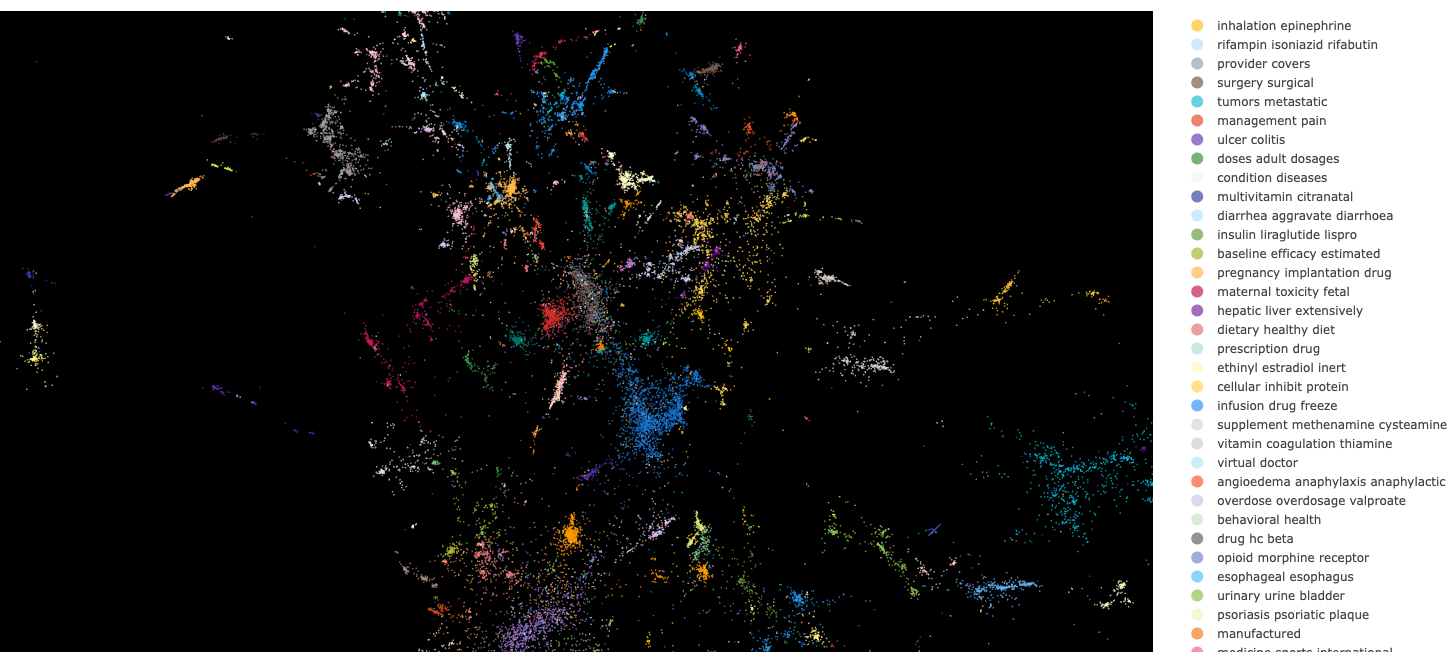 inhalation epinephrine
rifampin isoniazid rifabutin
provider covers
surgery surgical
tumors metastatic
management pain
ulcer colitis
doses adult dosages
condition diseases
multivitamin citranatal
diarrhea aggravate diarrhoea
insulin liraglutide lispro
baseline efficacy estimated
pregnancy implantation drug
maternal toxicity fetal
hepatic liver extensively
dietary healthy diet
prescription drug
ethinyl estradiol inert
cellular inhibit protein
infusion drug freeze
supplement methenamine cysteamine
vitamin coagulation thiamine
virtual doctor
angioedema anaphylaxis anaphylactic
overdose overdosage valproate
behavioral health
drug hc beta
opioid morphine receptor
esophageal esophagus
urinary urine bladder
psoriasis psoriatic plaque
manufactured
medicine sports international